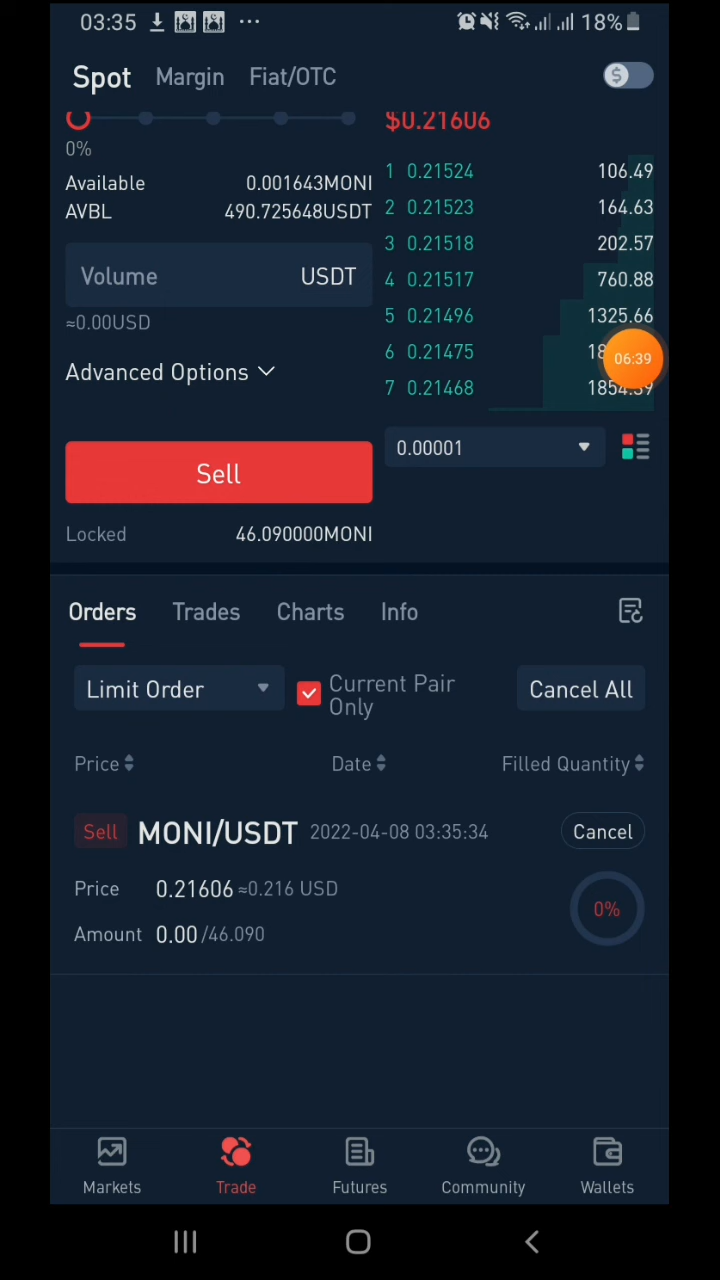 03:35 18%
Spot Margin Fiat/OTC
$0.21606
0%
Available 0.001643MONI
AVBL 490.725648USDT
1 0.21524 106.49
2 0.21523 164.63
3 0.21518 202.57
4 0.21517 760.88
5 0.21496 1325.66
6 0.21475
7 0.21468 1854.39
06:39
Volume USDT
≈0.00USD
Advanced Options
0.00001
Sell
Locked 46.090000MONI
Orders Trades Charts Info
Limit Order Current Pair Only Cancel All
Price Date Filled Quantity
Sell MONI/USDT 2022-04-08 03:35:34 Cancel
Price 0.21606 ≈0.216 USD
0%
Amount 0.00 /46.090
Markets Trade Futures Community Wallets